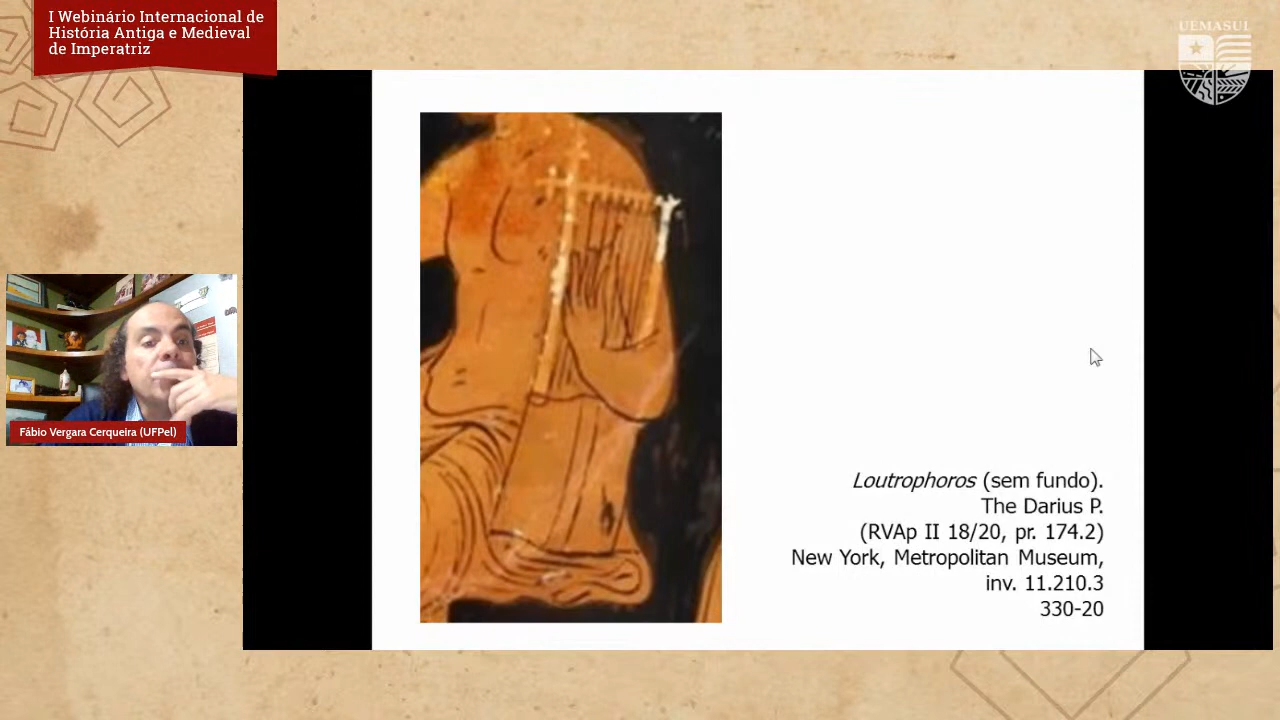 I Webinário Internacional de
História Antiga e Medieval
de Imperatriz
UEMASUL
Fábio Vergara Cerqueira (UFPel)
Loutrophoros (sem fundo).
The Darius P.
(RVAp II 18/20, pr. 174.2)
New York, Metropolitan Museum,
inv. 11.210.3
330-20